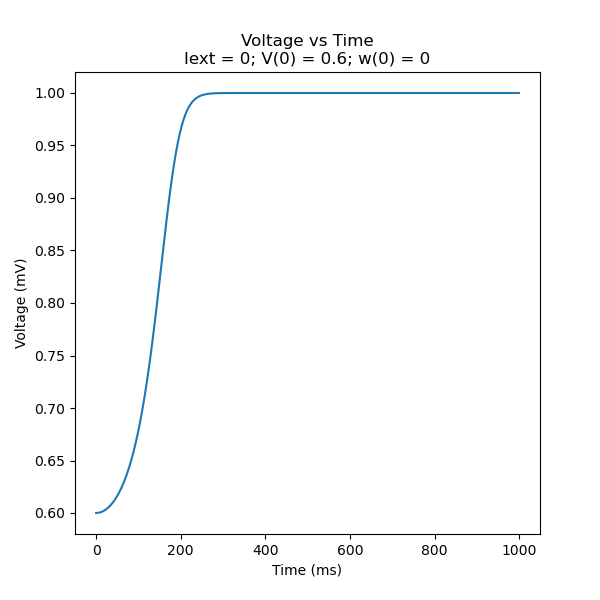 Voltage vs Time
Iext = 0; V(0) = 0.6; w(0) = 0
1.00
0.95
0.90
0.85
0.80
0.75
0.70
0.65
0.60
Voltage (mV)
0 200 400 600 800 1000
Time (ms)